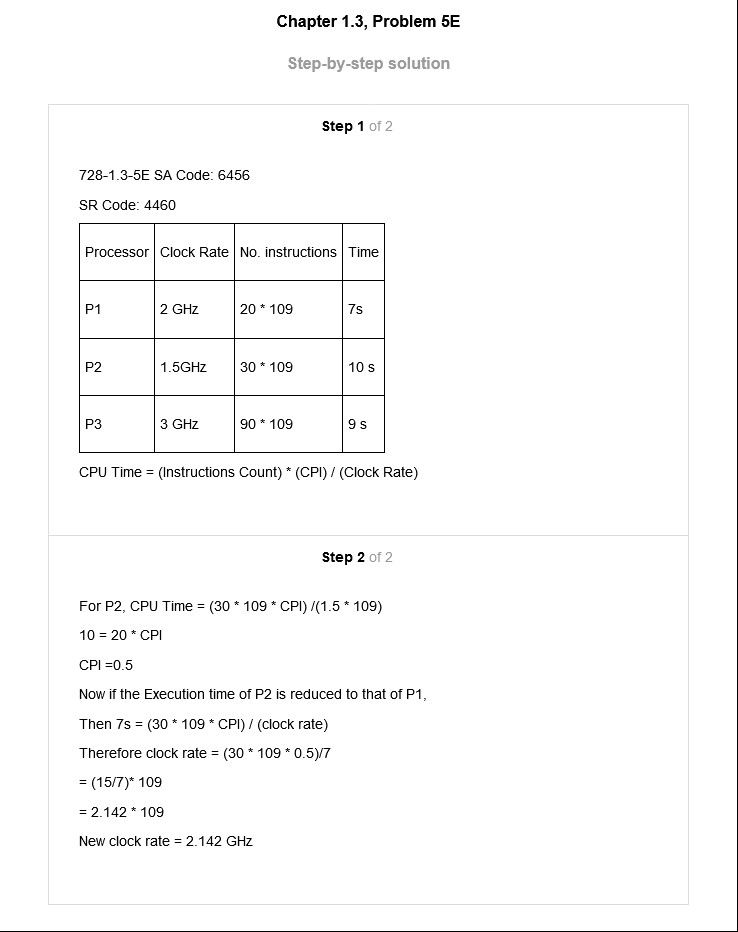 Chapter 1.3, Problem 5E
Step-by-step solution
Step 1 of 2
728-1.3-5E SA Code: 6456
SR Code: 4460
Processor Clock Rate No. instructions Time
P1 2 GHz 20 * 109 7s
P2 1.5GHz 30 * 109 10 s
P3 3 GHz 90 * 109 9 s
CPU Time = (Instructions Count) * (CPI) / (Clock Rate)
Step 2 of 2
For P2, CPU Time = (30 * 109 * CPI) /(1.5 * 109)
10 = 20 * CPI
CPI =0.5
Now if the Execution time of P2 is reduced to that of P1,
Then 7s = (30 * 109 * CPI) / (clock rate)
Therefore clock rate = (30 * 109 * 0.5)/7
= (15/7)* 109
= 2.142 * 109
New clock rate = 2.142 GHz